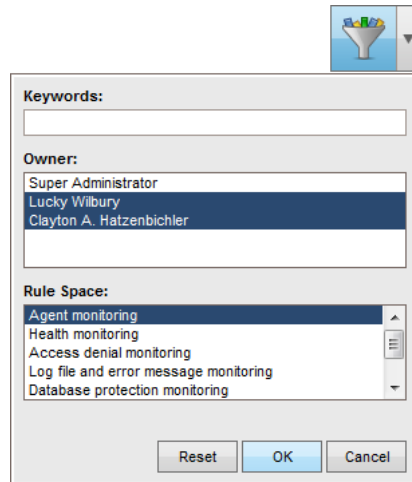 Keywords:
Owner:
Super Administrator
Lucky Wilbury
Clayton A. Hatzenbichler
Rule Space:
Agent monitoring
Health monitoring
Access denial monitoring
Log file and error message monitoring
Database protection monitoring
Reset
OK
Cancel